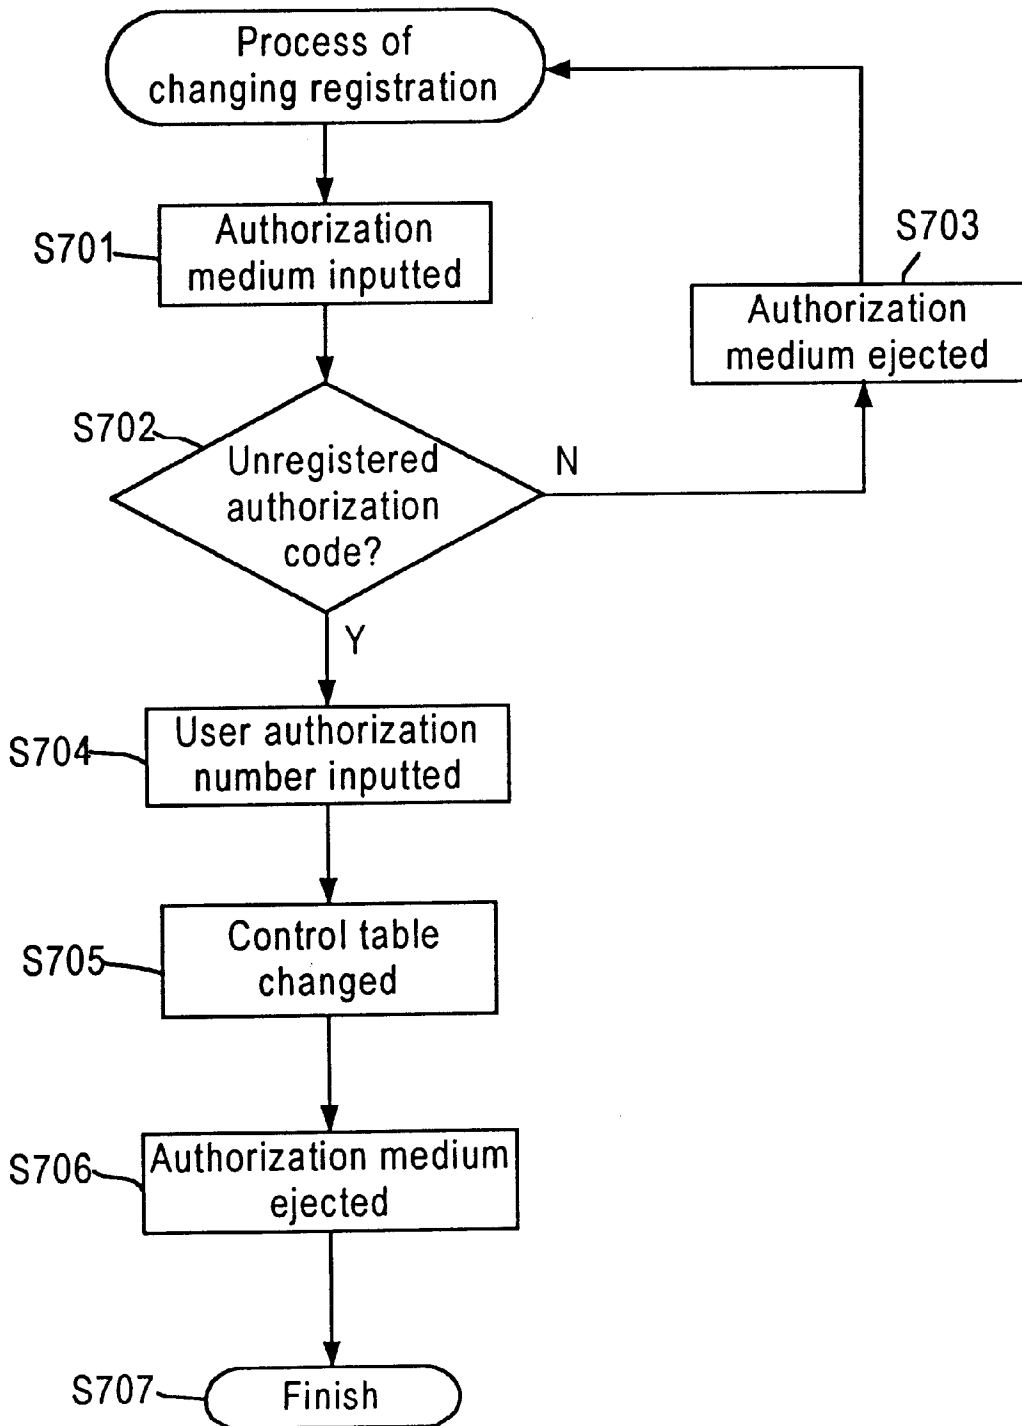 Process of
changing registration
S701
Authorization
medium inputted
S703
Authorization
medium ejected
S702
Unregistered
authorization
code?
N
Y
S704
User authorization
number inputted
S705
Control table
changed
S706
Authorization medium
ejected
S707
Finish